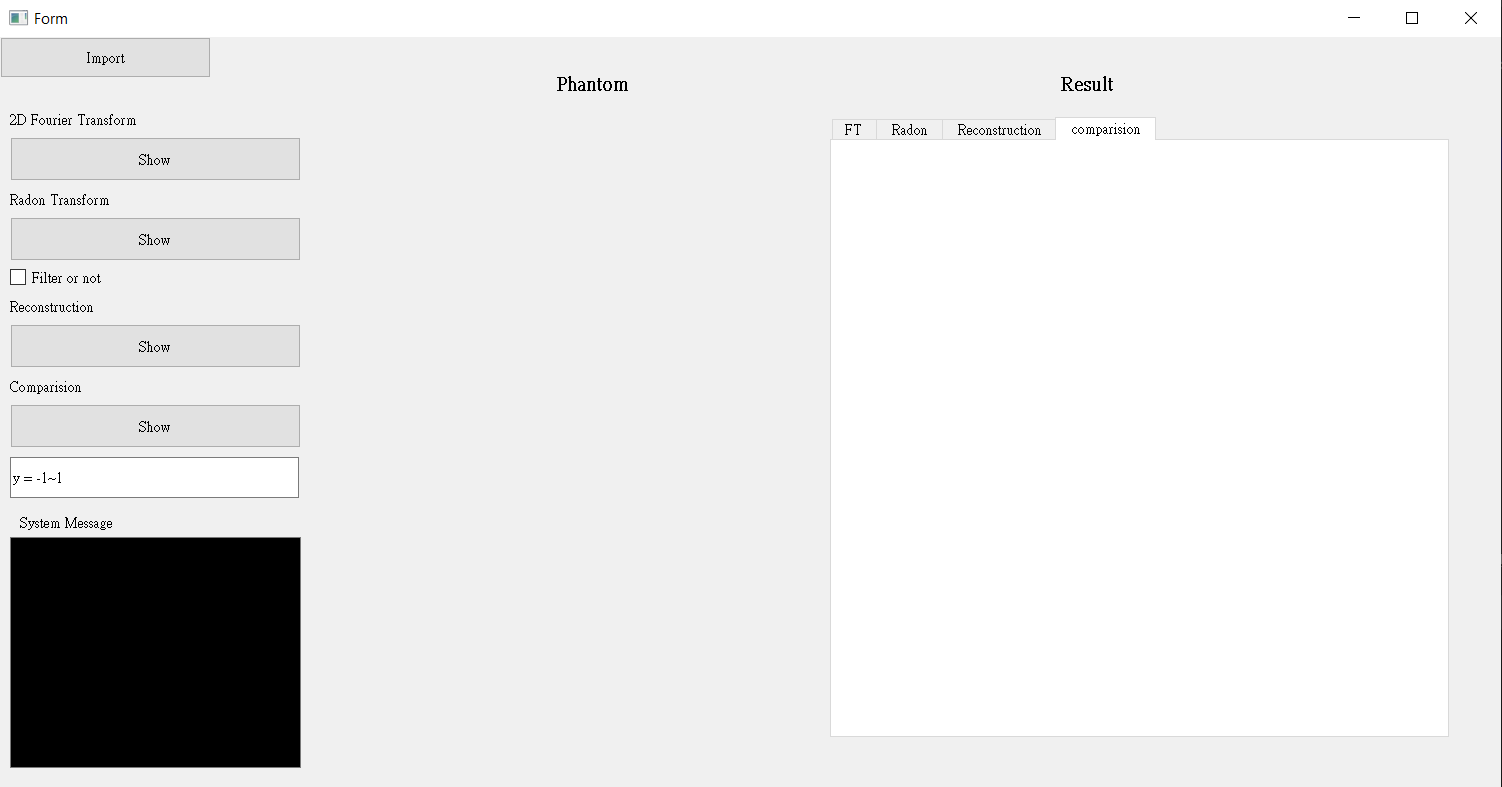 Form
Import
Phantom
Result
2D Fourier Transform
Show
Radon Transform
Show
Filter or not
Reconstruction
Show
Comparision
Show
y = -1~1
System Message
FT Radon Reconstruction comparision